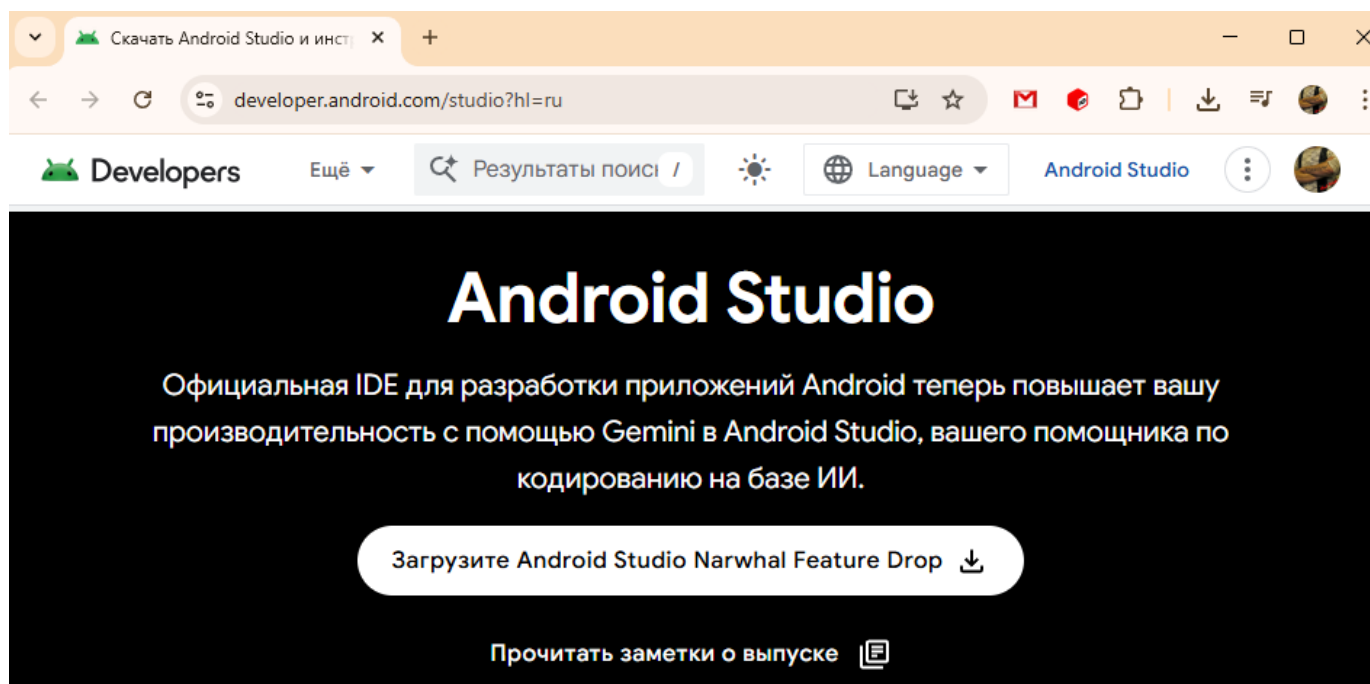 Скачать Android Studio и инст
developer.android.com/studio?hl=ru
Developers Ещё Результаты поис / Language Android Studio
Android Studio
Официальная IDE для разработки приложений Android теперь повышает вашу
производительность с помощью Gemini в Android Studio, вашего помощника по
кодированию на базе ИИ.
Загрузите Android Studio Narwhal Feature Drop
Прочитать заметки о выпуске